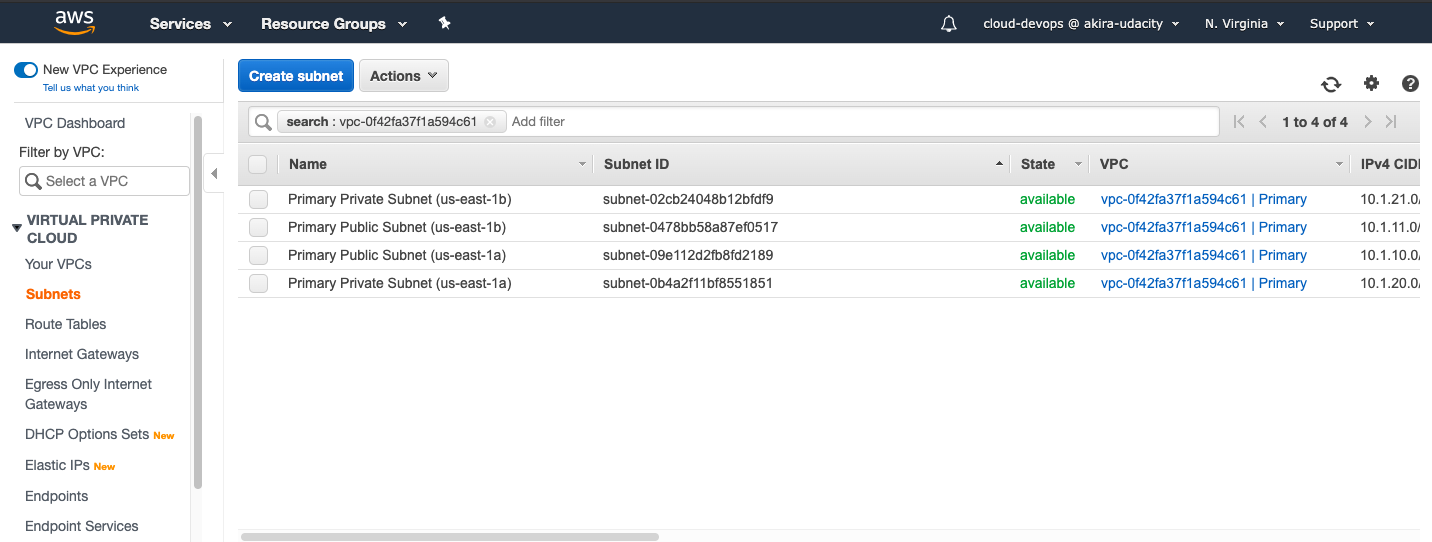 aws Services Resource Groups cloud-devops @ akira-udacity N. Virginia Support
New VPC Experience
Tell us what you think
Create subnet Actions
search : vpc-0f42fa37f1a594c61 Add filter 1 to 4 of 4
VPC Dashboard
Filter by VPC:
Select a VPC
VIRTUAL PRIVATE
CLOUD
Your VPCs
Subnets
Route Tables
Internet Gateways
Egress Only Internet
Gateways
DHCP Options Sets New
Elastic IPs New
Endpoints
Endpoint Services
Name Subnet ID State VPC IPv4 CID
Primary Private Subnet (us-east-1b) subnet-02cb24048b12bfdf9 available vpc-0f42fa37f1a594c61 | Primary 10.1.21.0/
Primary Public Subnet (us-east-1b) subnet-0478bb58a87ef0517 available vpc-0f42fa37f1a594c61 | Primary 10.1.11.0/
Primary Public Subnet (us-east-1a) subnet-09e112d2fb8fd2189 available vpc-0f42fa37f1a594c61 | Primary 10.1.10.0/
Primary Private Subnet (us-east-1a) subnet-0b4a2f11bf8551851 available vpc-0f42fa37f1a594c61 | Primary 10.1.20.0/